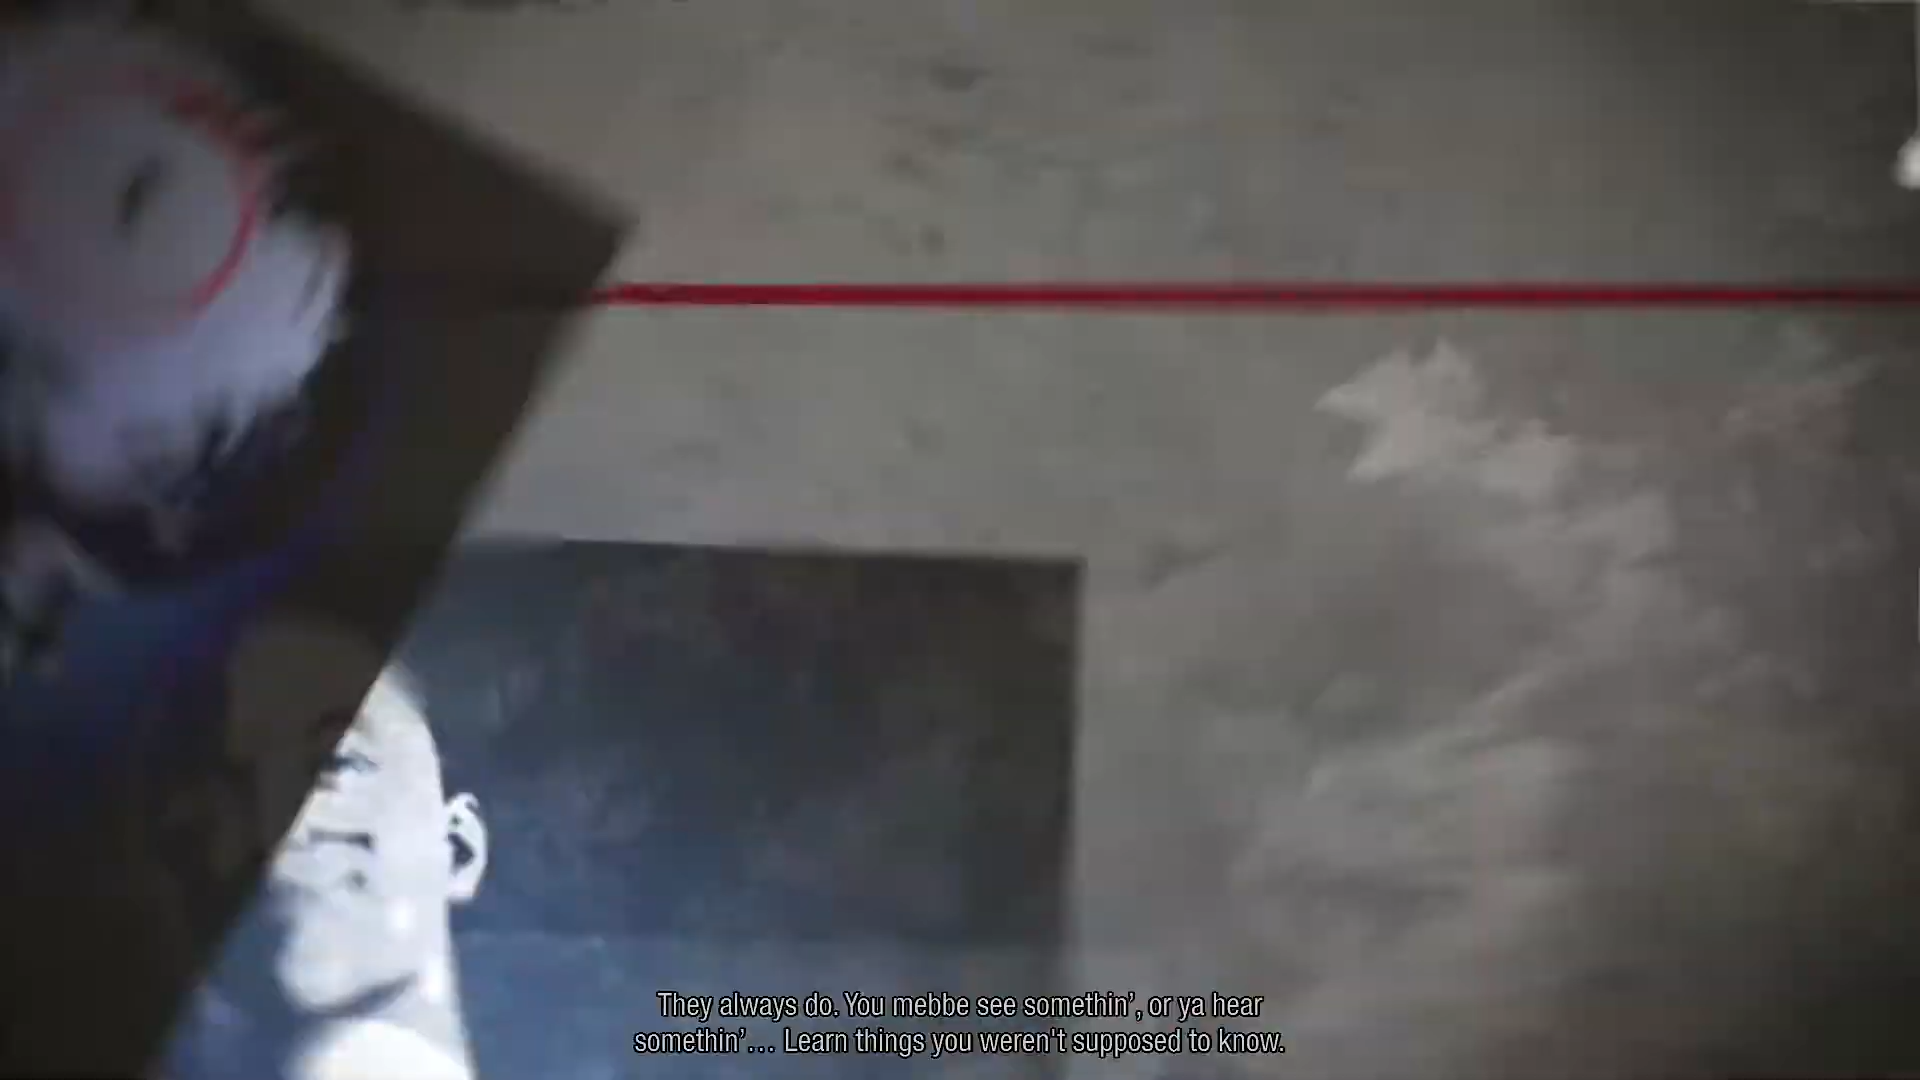 They always do. You mebbe see somethin’, or ya hear
somethin’… Learn things you weren't supposed to know.